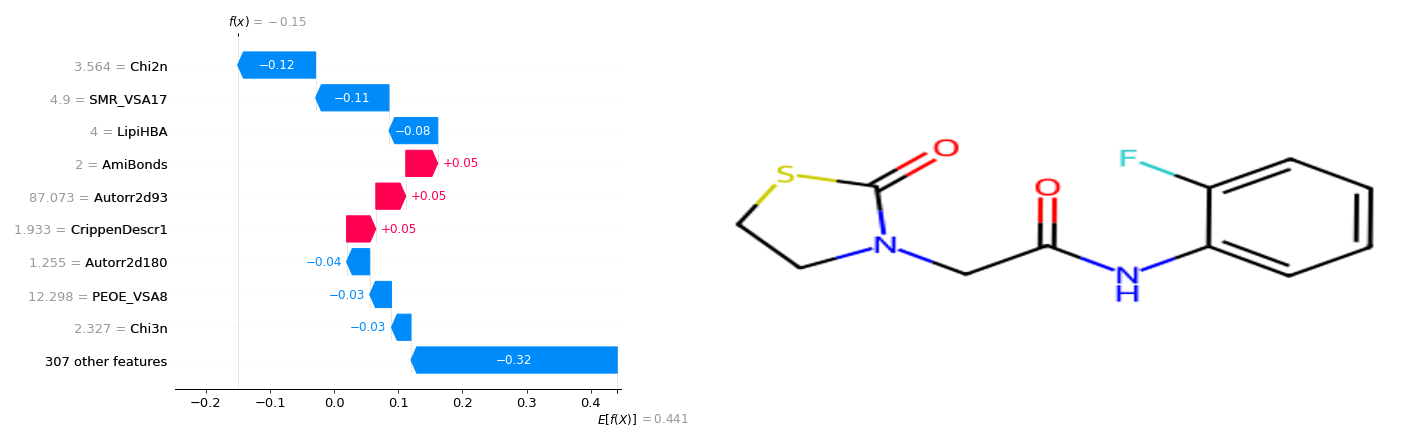 f(x) = −0.15
3.564 = Chi2n
−0.12
4.9 = SMR_VSA17
−0.11
4 = LipiHBA
−0.08
2 = AmiBonds
+0.05
87.073 = Autorr2d93
+0.05
1.933 = CrippenDescr1
+0.05
1.255 = Autorr2d180
−0.04
12.298 = PEOE_VSA8
−0.03
2.327 = Chi3n
−0.03
307 other features
−0.32
−0.2 −0.1 0.0 0.1 0.2 0.3 0.4
E[f(X)] = 0.441
S O N O N H F